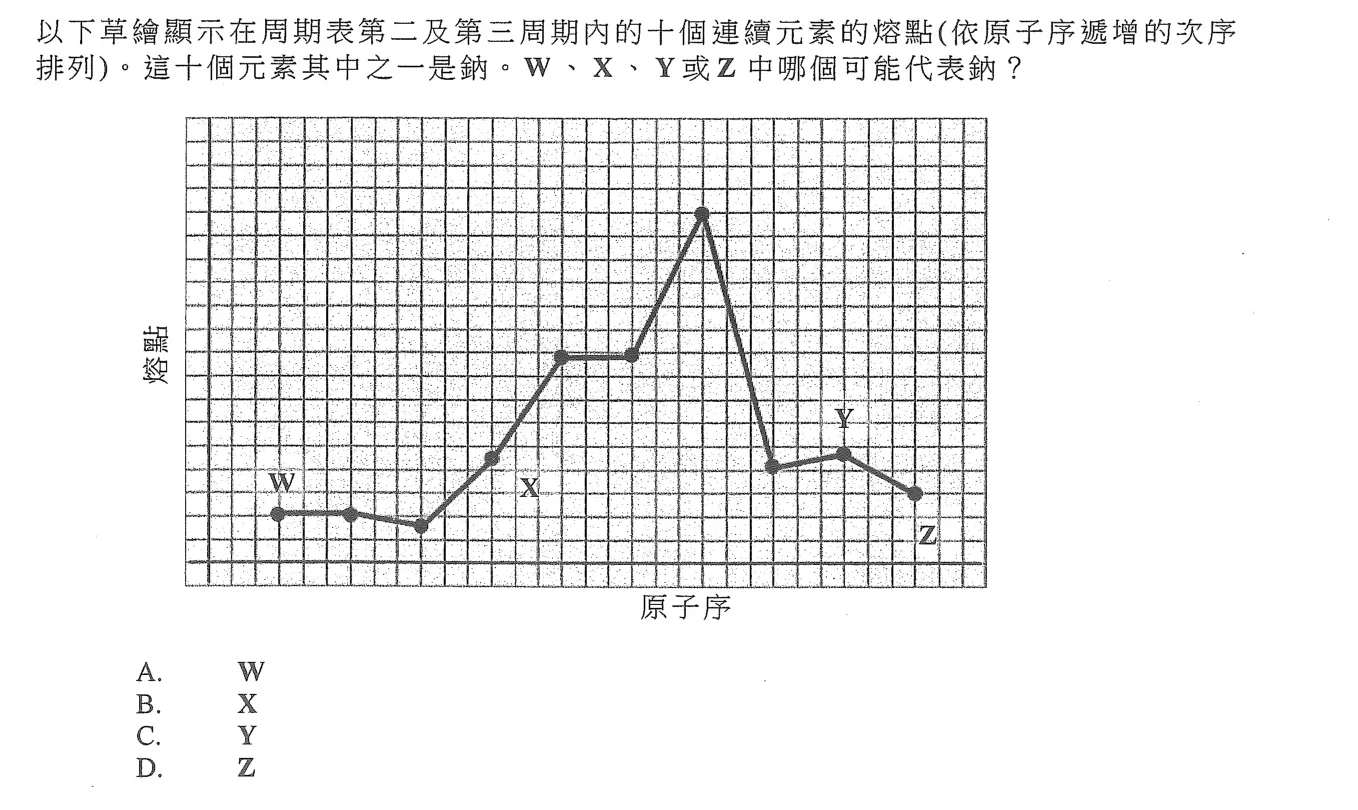 以下草繪顯示在周期表第二及第三周期內的十個連續元素的熔點(依原子序遞增的次序
排列)。這十個元素其中之一是鈉。W、X、Y或Z 中哪個可能代表鈉？
熔點
Y
W
X
Z
原子序
A. W
B. X
C. Y
D. Z